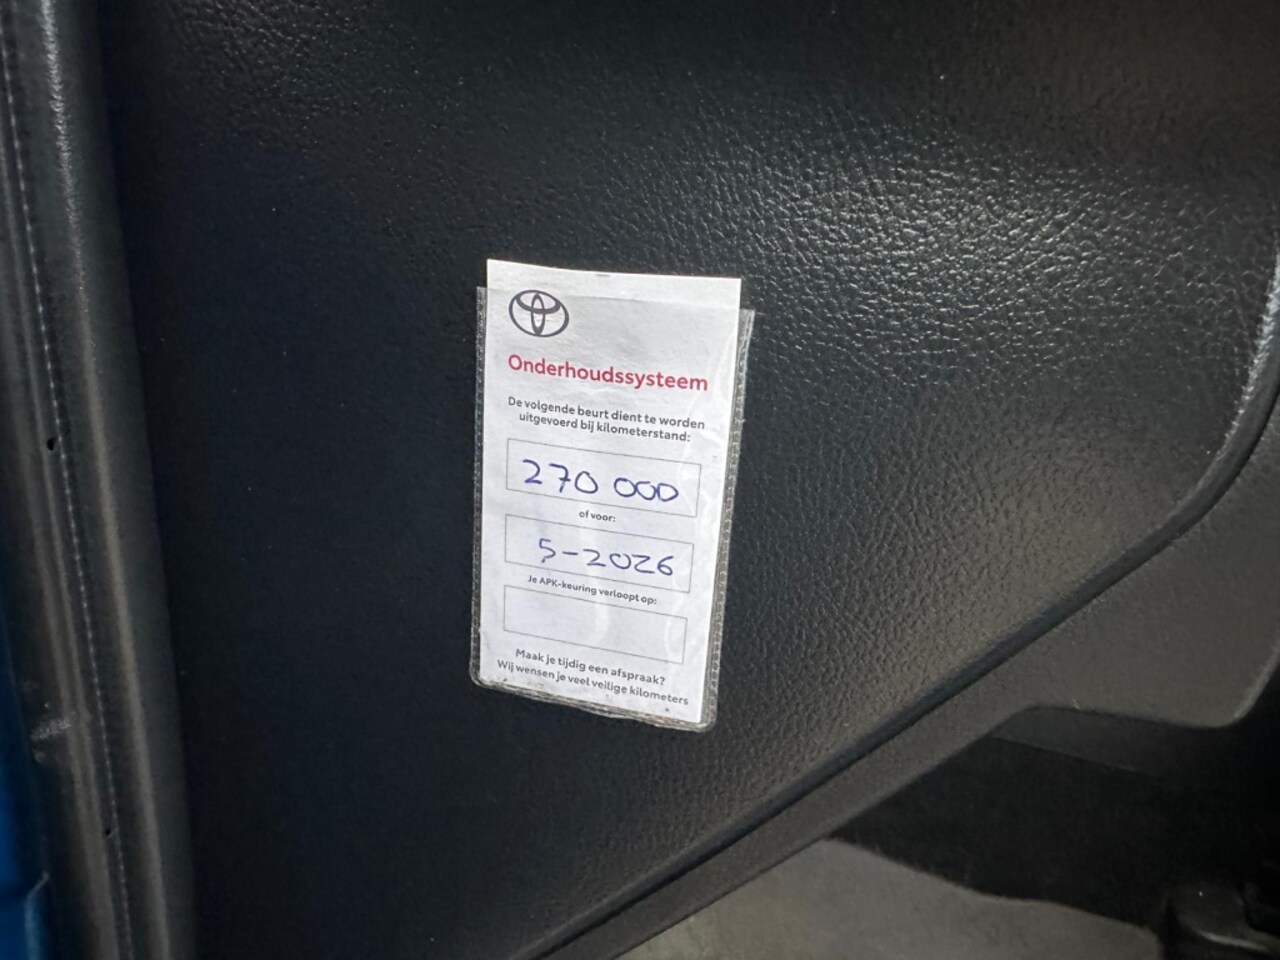 Onderhoudssysteem
De volgende beurt dient te worden
uitgevoerd bij kilometerstand:
270 000
of voor:
5-2026
Je APK-keuring verloopt op:
Maak je tijdig een afspraak?
Wij wensen je veel veilige kilometers